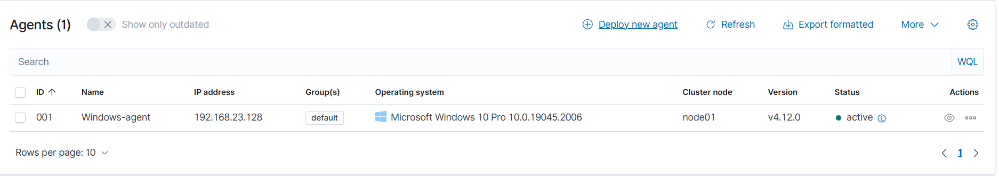 Agents (1) Show only outdated Deploy new agent Refresh Export formatted More
Search WQL
ID Name IP address Group(s) Operating system Cluster node Version Status Actions
001 Windows-agent 192.168.23.128 default Microsoft Windows 10 Pro 10.0.19045.2006 node01 v4.12.0 active
Rows per page: 10 1